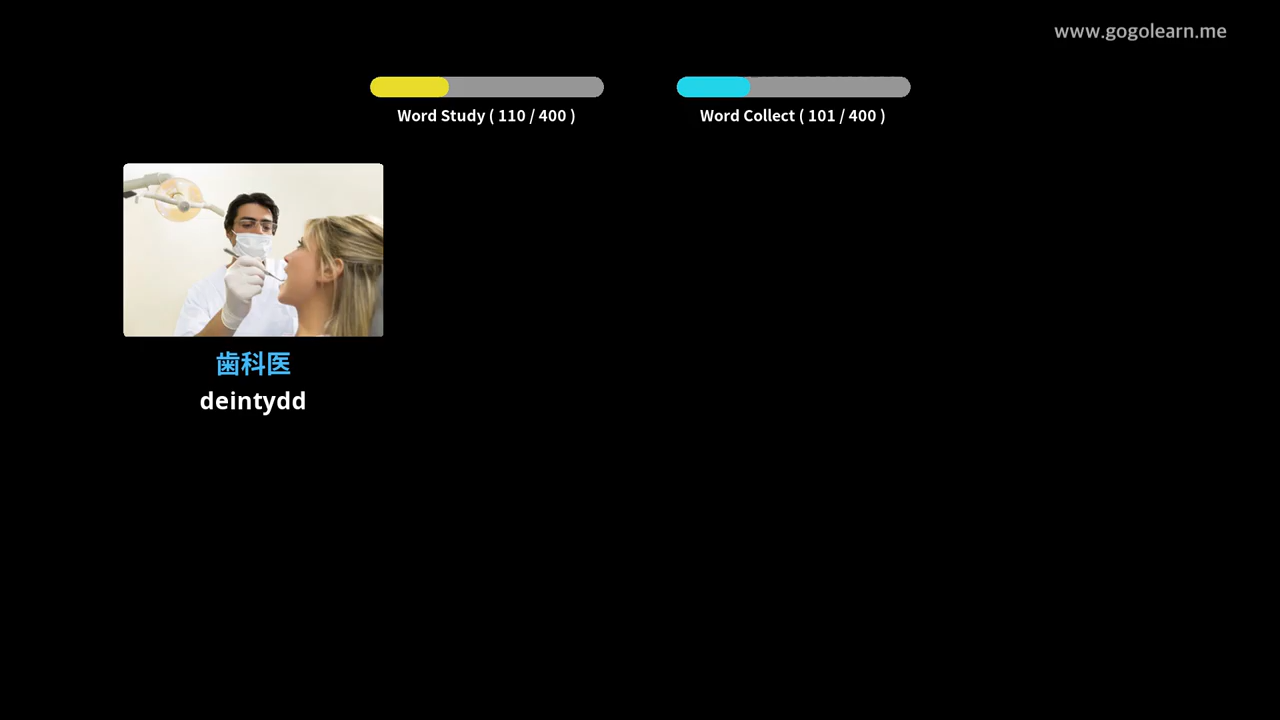 www.gogolearn.me
Word Study ( 110 / 400 )
Word Collect ( 101 / 400 )
歯科医
deintydd